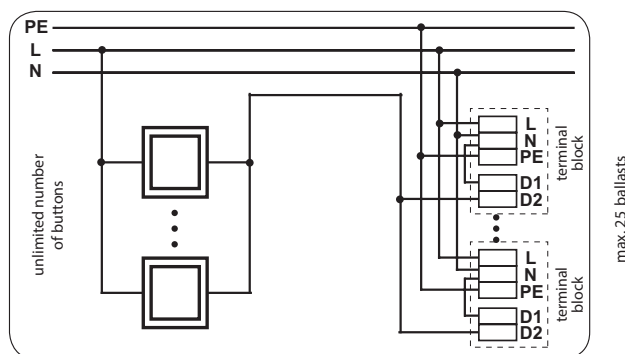 PE
L
N
unlimited number
of buttons
L
N
PE
D1
D2
terminal
block
L
N
PE
D1
D2
terminal
block
max. 25 ballasts